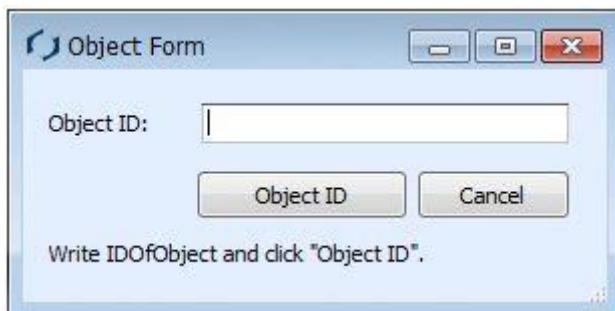 Object Form
Object ID:
Object ID Cancel
Write IDOfObject and click "Object ID".